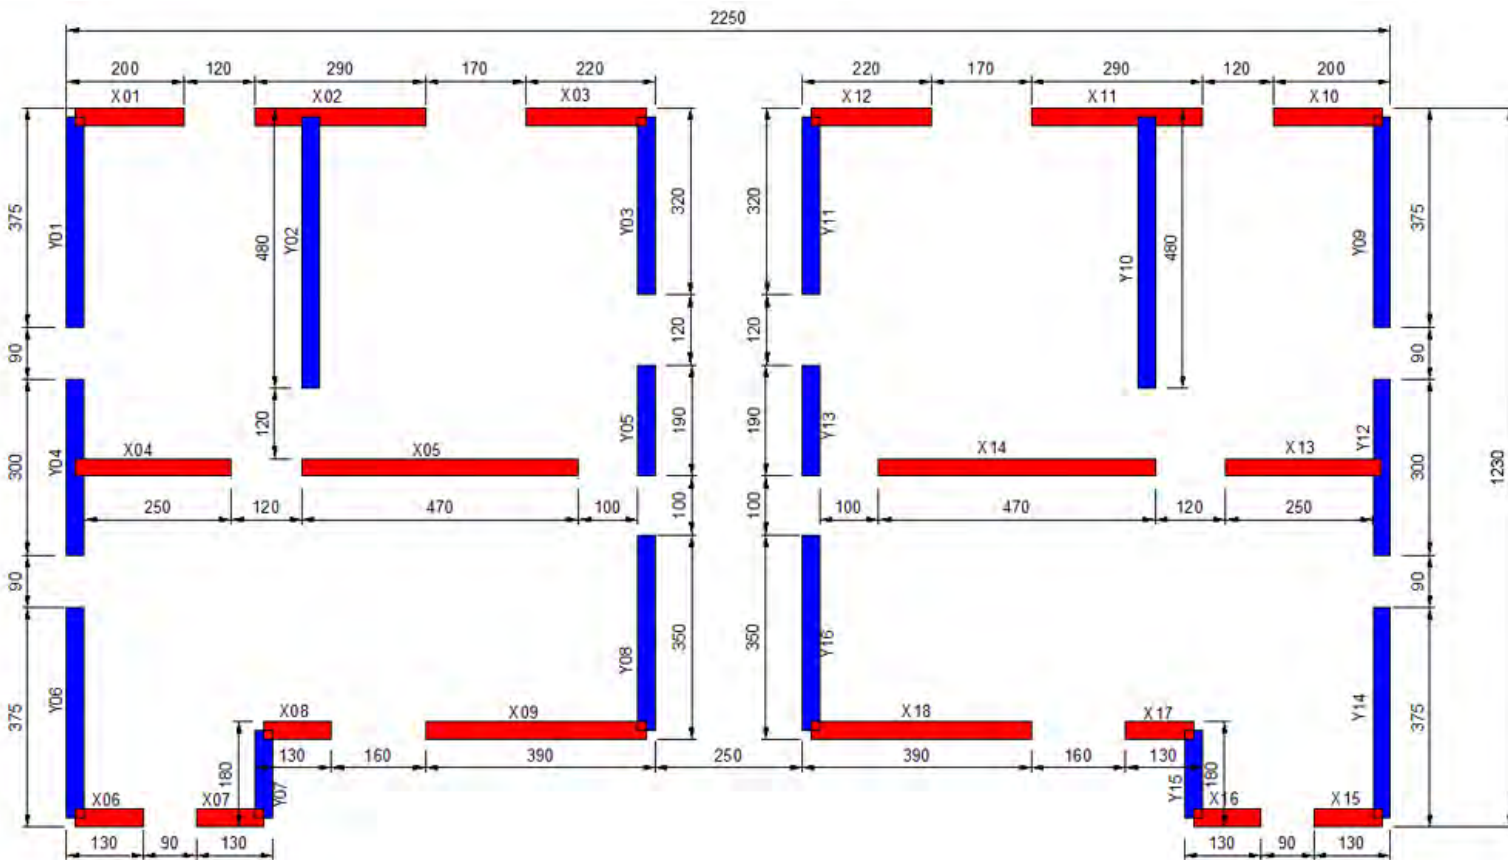 2250
200 120 290 170 220 220 170 290 120 200
X01 X02 X03 X12 X11 X10
375 Y01 480 Y02 Y03 320 320 Y11 Y10 480 Y09 375
90 120 120 90
120 Y05 190 190 Y13 Y12
300 Y04 X04 X05 X14 X13 300 1230
250 120 470 100 100 100 100 470 120 250
90 90
375 Y06 Y08 350 350 Y16 Y14 375
X08 X09 X18 X17
180 130 160 390 250 390 160 130 180
Y07 Y15
X06 X07 X16 X15
130 90 130 130 90 130